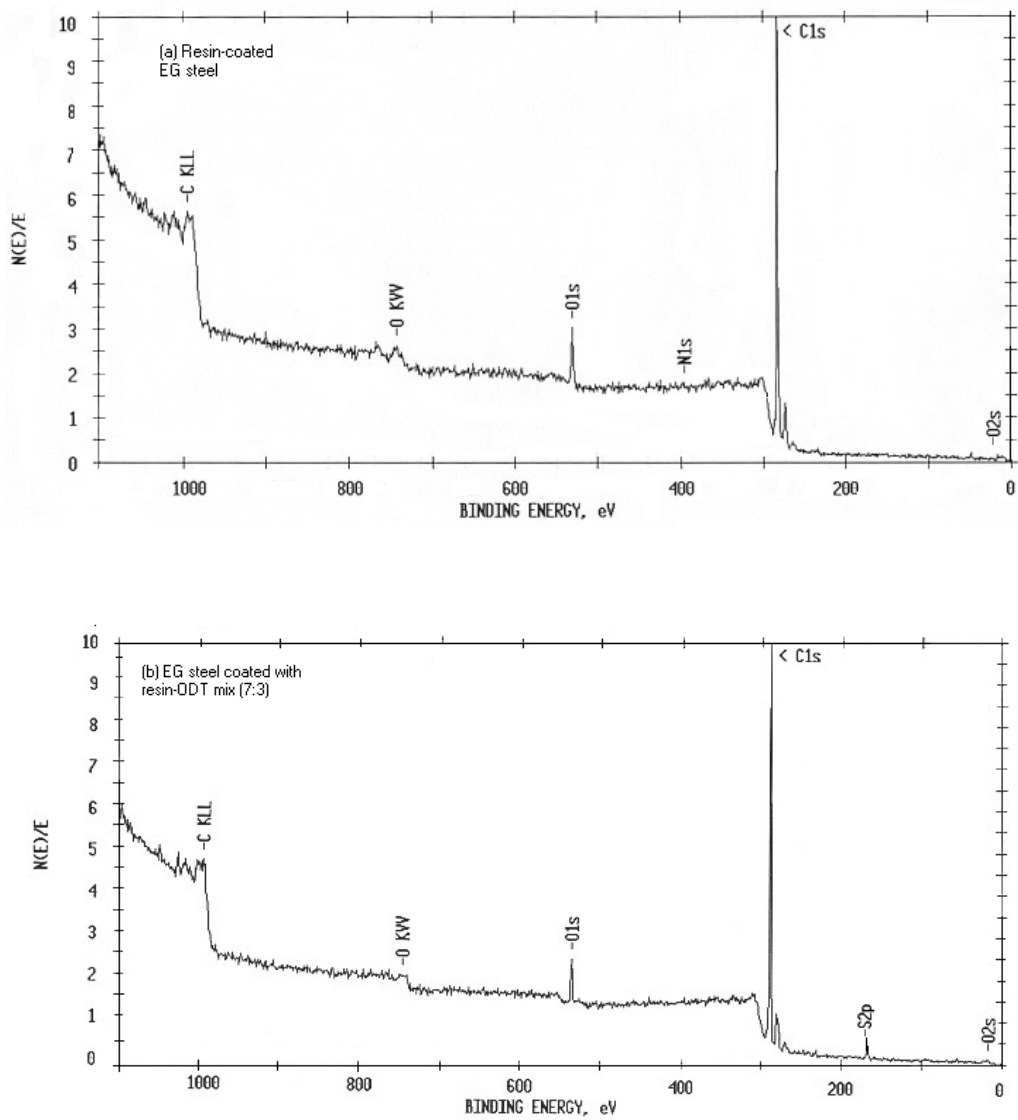 10
< C1s
(a) Resin-coated
EG steel
9
8
7
-C KLL
6
5
N(E)/E
4
-O KVV
-O1s
3
-N1s
2
1
-O2s
0
1000 800 600 400 200 0
BINDING ENERGY, eV
10
< C1s
(b) EG steel coated with
resin-ODT mix (7:3)
9
8
7
6
-C KLL
5
N(E)/E
4
3
-O KVV
-O1s
2
1
S2p
-O2s
0
1000 800 600 400 200 0
BINDING ENERGY, eV